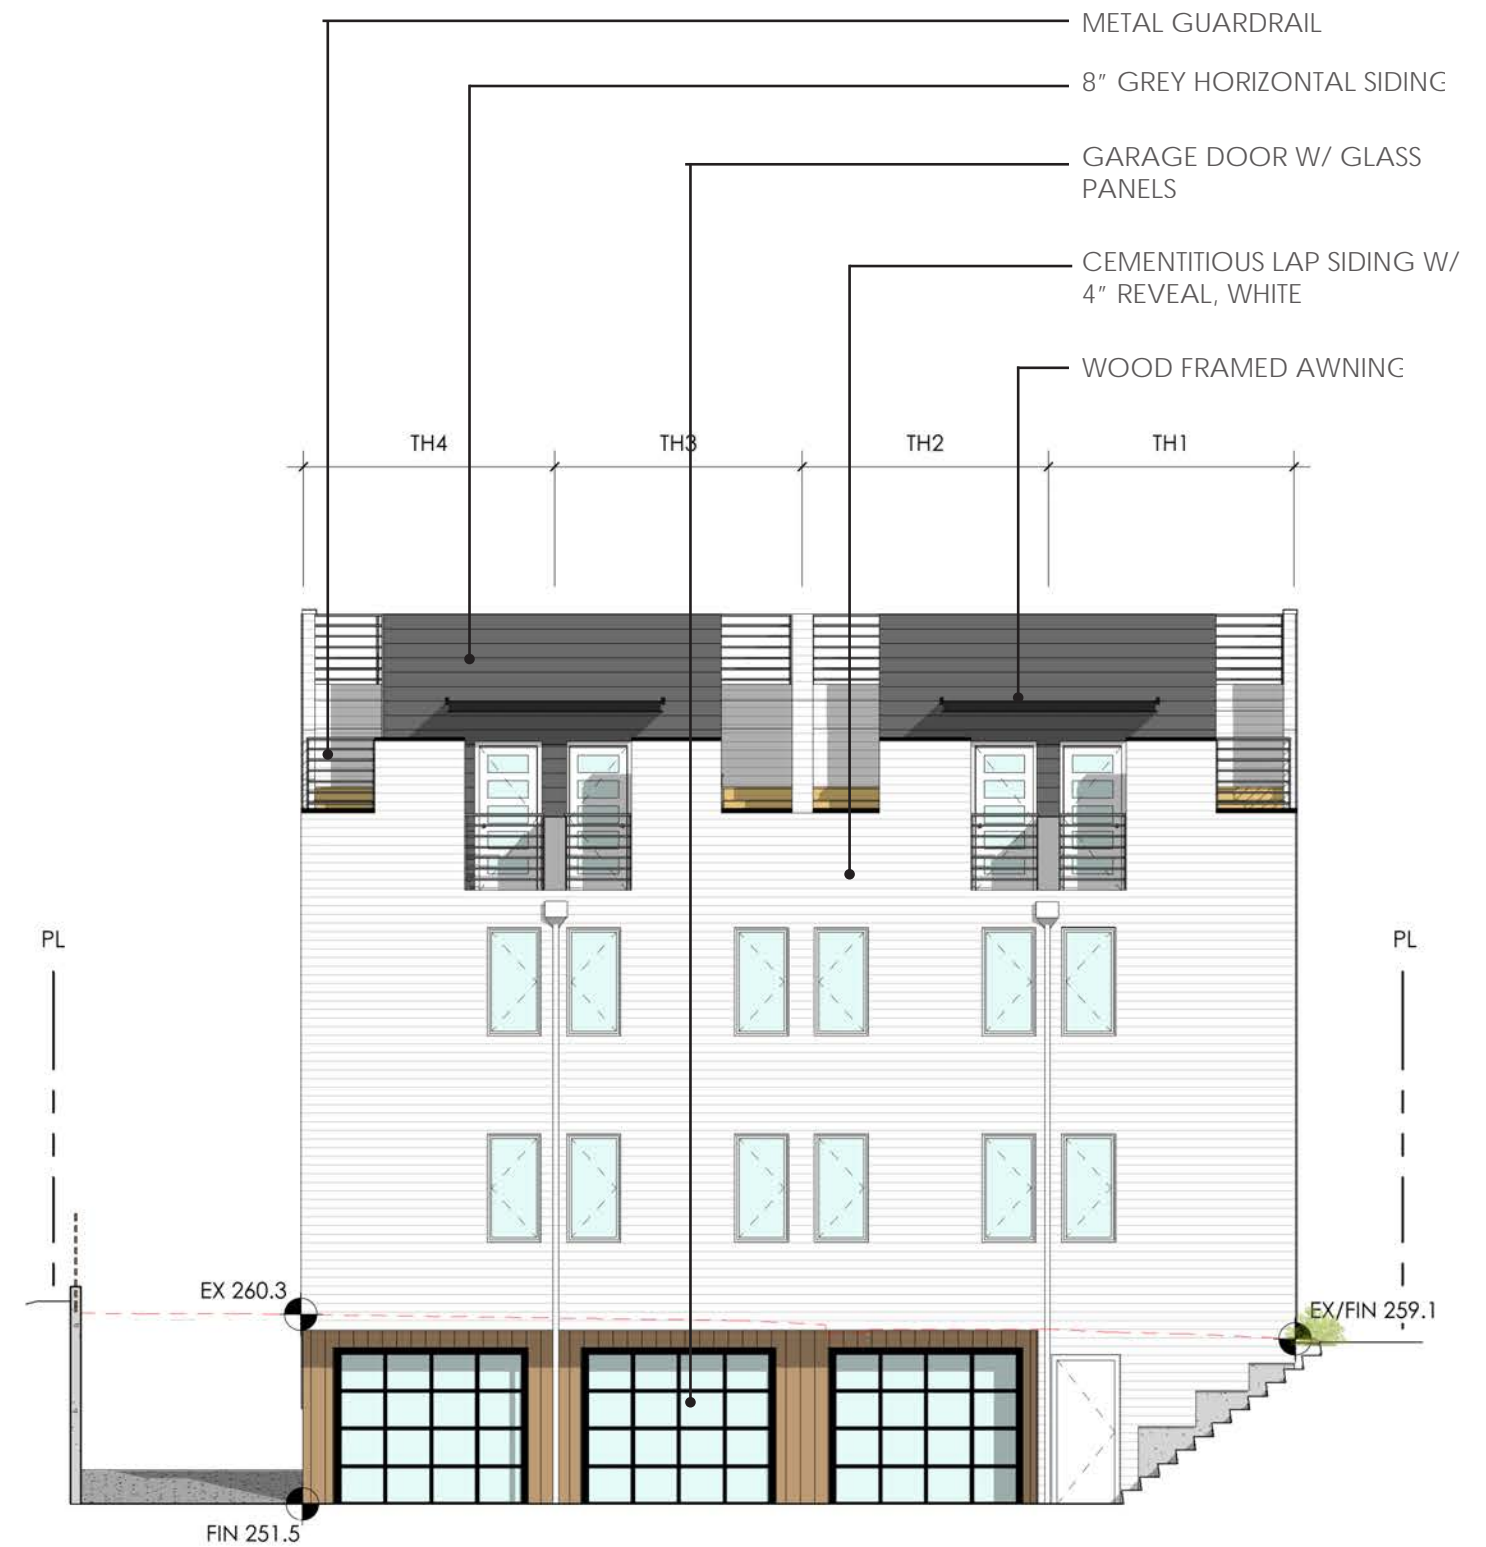 METAL GUARDRAIL
8" GREY HORIZONTAL SIDING
GARAGE DOOR W/ GLASS
PANELS
CEMENTITIOUS LAP SIDING W/
4" REVEAL, WHITE
WOOD FRAMED AWNING
TH4 TH3 TH2 TH1
PL PL
EX 260.3
EX/FIN 259.1
FIN 251.5